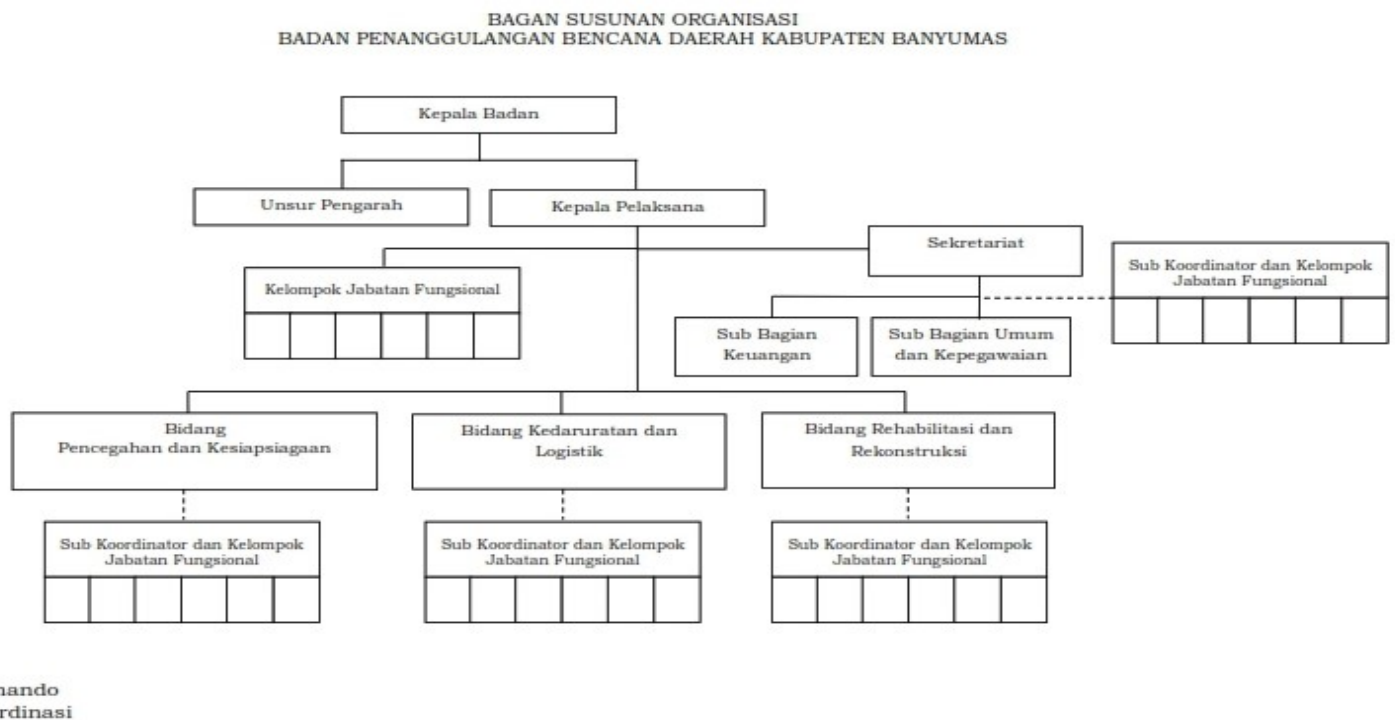 BAGAN SUSUNAN ORGANISASI
BADAN PENANGGULANGAN BENCANA DAERAH KABUPATEN BANYUMAS
Kepala Badan
Unsur Pengarah
Kepala Pelaksana
Sekretariat
Kelompok Jabatan Fungsional
Sub Koordinator dan Kelompok
Jabatan Fungsional
Sub Bagian
Keuangan
Sub Bagian Umum
dan Kepegawaian
Bidang
Pencegahan dan Kesiapsiagaan
Bidang Kedaruratan dan
Logistik
Bidang Rehabilitasi dan
Rekonstruksi
Sub Koordinator dan Kelompok
Jabatan Fungsional
Sub Koordinator dan Kelompok
Jabatan Fungsional
Sub Koordinator dan Kelompok
Jabatan Fungsional
nando
rdinasi